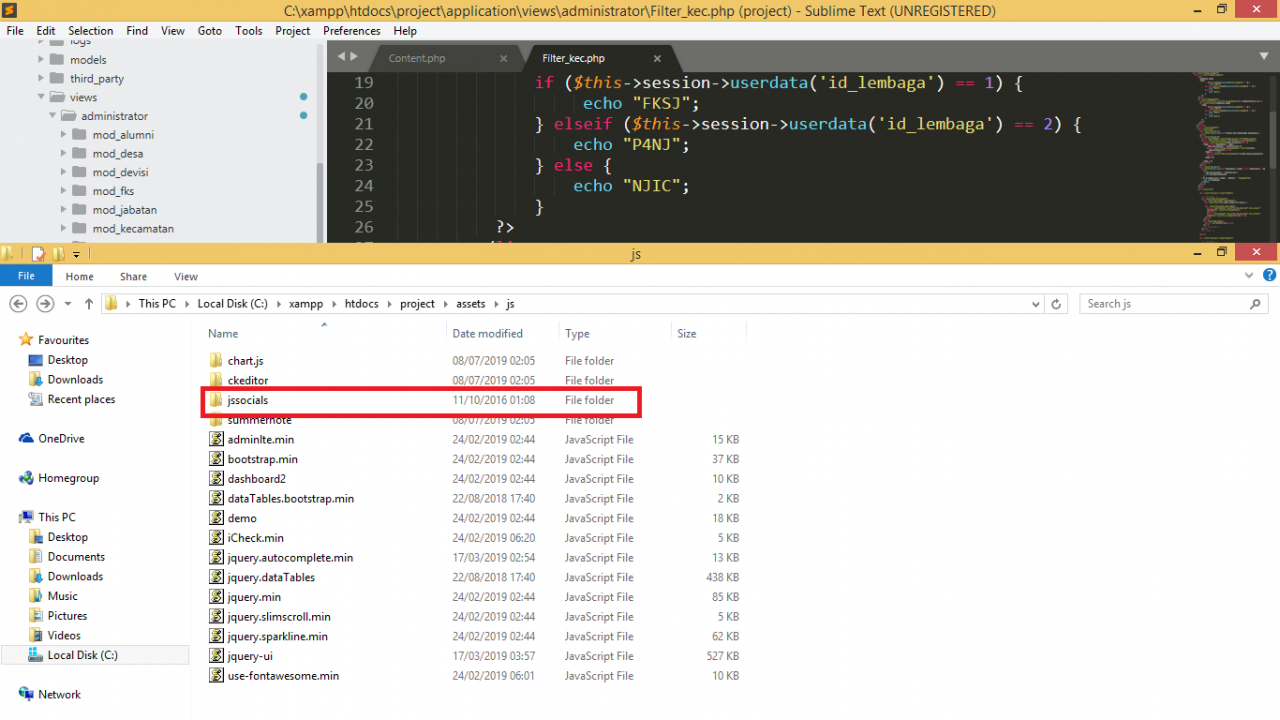 C:\xampp\htdocs\project\application\views\administrator\Filter_kec.php (project) - Sublime Text (UNREGISTERED)
File Edit Selection Find View Goto Tools Project Preferences Help
logs
models
third_party
views
administrator
mod_alumni
mod_desa
mod_devisi
mod_fks
mod_jabatan
mod_kecamatan
Content.php × Filter_kec.php ×
19 if ($this->session->userdata('id_lembaga') == 1) {
20 echo "FKSJ";
21 } elseif ($this->session->userdata('id_lembaga') == 2) {
22 echo "P4NJ";
23 } else {
24 echo "NJIC";
25 }
26 ?>
js
File Home Share View
This PC Local Disk (C:) xampp htdocs project assets js
Search js
Favourites
Desktop
Downloads
Recent places
OneDrive
Homegroup
This PC
Desktop
Documents
Downloads
Music
Pictures
Videos
Local Disk (C:)
Network
Name Date modified Type Size
chart.js 08/07/2019 02:05 File folder
ckeditor 08/07/2019 02:05 File folder
jssocials 11/10/2016 01:08 File folder
summernote 08/07/2019 02:05 File folder
adminlte.min 24/02/2019 02:44 JavaScript File 15 KB
bootstrap.min 24/02/2019 02:44 JavaScript File 37 KB
dashboard2 24/02/2019 02:44 JavaScript File 10 KB
dataTables.bootstrap.min 22/08/2018 17:40 JavaScript File 2 KB
demo 24/02/2019 02:44 JavaScript File 18 KB
iCheck.min 24/02/2019 06:20 JavaScript File 5 KB
jquery.autocomplete.min 17/03/2019 02:54 JavaScript File 13 KB
jquery.dataTables 22/08/2018 17:40 JavaScript File 438 KB
jquery.min 24/02/2019 02:44 JavaScript File 85 KB
jquery.slimscroll.min 24/02/2019 02:44 JavaScript File 5 KB
jquery.sparkline.min 24/02/2019 02:44 JavaScript File 62 KB
jquery-ui 17/03/2019 03:57 JavaScript File 527 KB
use-fontawesome.min 24/02/2019 06:01 JavaScript File 10 KB